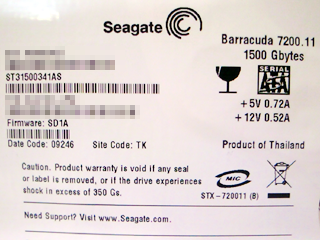 Seagate
Barracuda 7200.11
1500 Gbytes
ST31500341AS
SERIAL
ATA
+5V 0.72A
+12V 0.52A
Firmware: SD1A
Date Code: 09246 Site Code: TK
Product of Thailand
Caution. Product warranty is void if any seal
or label is removed, or if the drive experiences
shock in excess of 350 Gs.
MIC
STX-720011 (B)
Need Support? Visit www.Seagate.com.